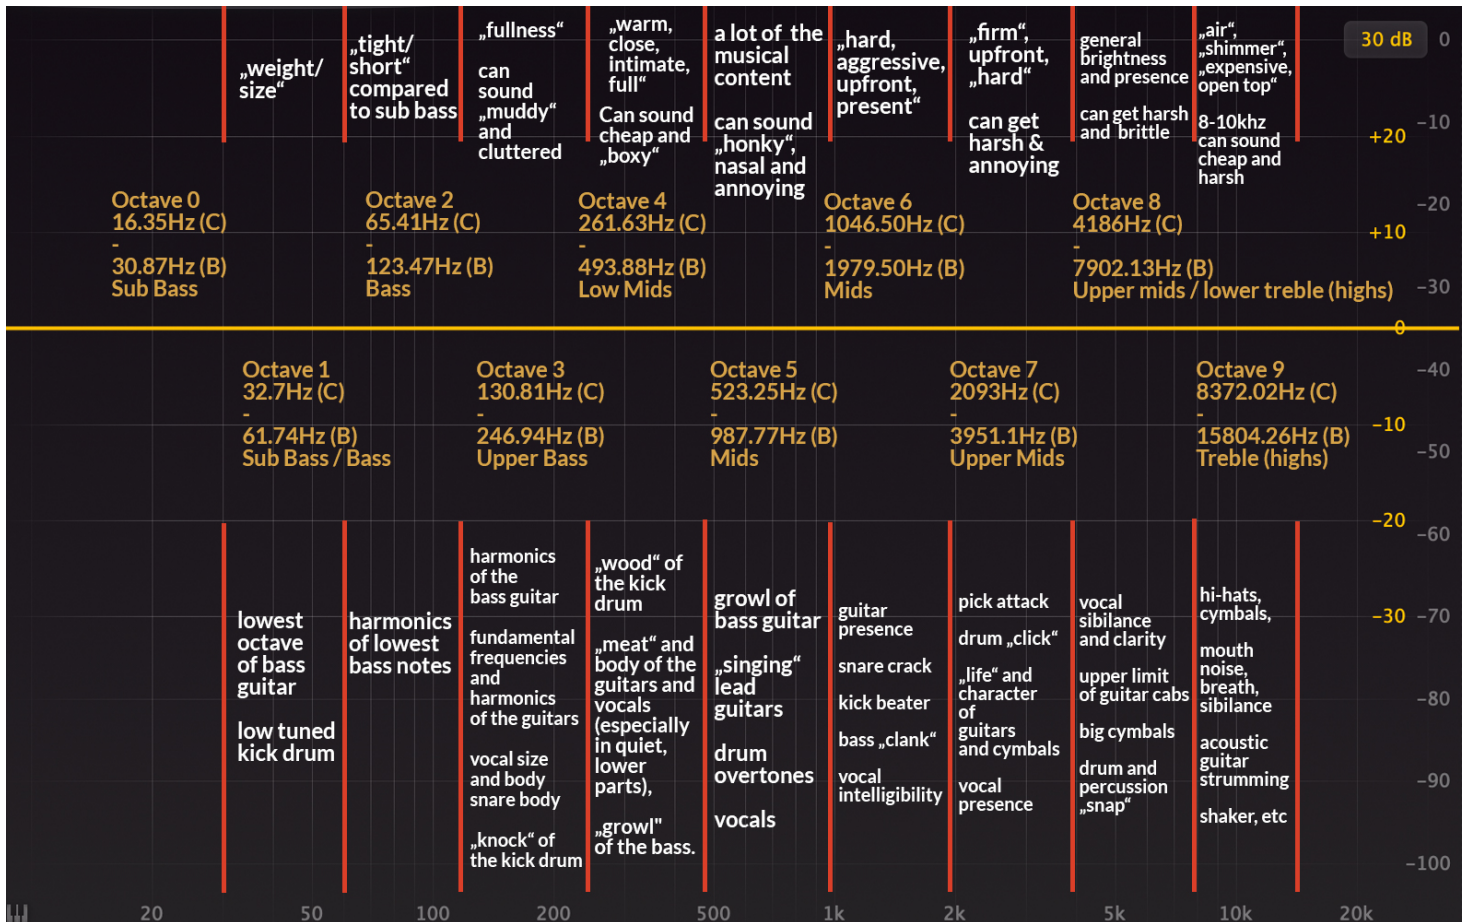 „weight/
size“
„tight/
short“
compared
to sub bass
„fullness“
can
sound
„muddy“
and
cluttered
„warm,
close,
intimate,
full“
Can sound
cheap and
„boxy“
a lot of the
musical
content
can sound
„honky“,
nasal and
annoying
„hard,
aggressive,
upfront,
present“
„firm“,
upfront,
„hard“
can get
harsh &
annoying
general
brightness
and presence
can get harsh
and brittle
„air“,
„shimmer“,
„expensive,
open top“
8-10khz
can sound
cheap and
harsh
30 dB
0
-10
+20
-20
+10
-30
0
-40
-10
-50
-20
-60
-30
-70
-80
-90
-100
Octave 0
16.35Hz (C)
-
30.87Hz (B)
Sub Bass
Octave 2
65.41Hz (C)
-
123.47Hz (B)
Bass
Octave 4
261.63Hz (C)
-
493.88Hz (B)
Low Mids
Octave 6
1046.50Hz (C)
-
1979.50Hz (B)
Mids
Octave 8
4186Hz (C)
-
7902.13Hz (B)
Upper mids / lower treble (highs)
Octave 1
32.7Hz (C)
-
61.74Hz (B)
Sub Bass / Bass
Octave 3
130.81Hz (C)
-
246.94Hz (B)
Upper Bass
Octave 5
523.25Hz (C)
-
987.77Hz (B)
Mids
Octave 7
2093Hz (C)
-
3951.1Hz (B)
Upper Mids
Octave 9
8372.02Hz (C)
-
15804.26Hz (B)
Treble (highs)
lowest
octave
of bass
guitar
low tuned
kick drum
harmonics
of lowest
bass notes
harmonics
of the
bass guitar
fundamental
frequencies
and
harmonics
of the guitars
vocal size
and body
snare body
„knock“ of
the kick drum
„wood“ of
the kick
drum
„meat“ and
body of the
guitars and
vocals
(especially
in quiet,
lower
parts),
„growl"
of the bass.
growl of
bass guitar
„singing“
lead
guitars
drum
overtones
vocals
guitar
presence
snare crack
kick beater
bass „clank“
vocal
intelligibility
pick attack
drum „click“
„life“ and
character
of
guitars
and cymbals
vocal
presence
vocal
sibilance
and clarity
upper limit
of guitar cabs
big cymbals
drum and
percussion
„snap“
hi-hats,
cymbals,
mouth
noise,
breath,
sibilance
acoustic
guitar
strumming
shaker, etc
20
50
100
200
500
1k
2k
5k
10k
20k